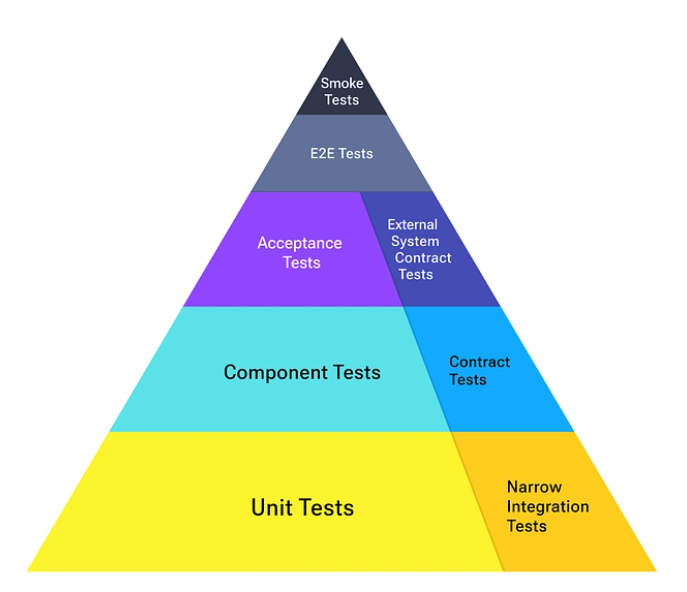 Smoke
Tests
E2E Tests
Acceptance
Tests
External
System
Contract
Tests
Component Tests
Contract
Tests
Unit Tests
Narrow
Integration
Tests